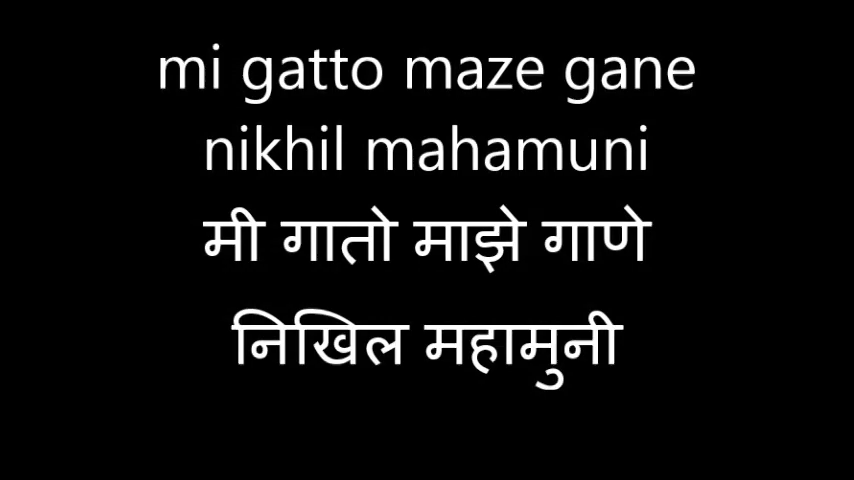 mi gatto maze gane
nikhil mahamuni
मी गातो माझे गाणे
निखिल महामुनी